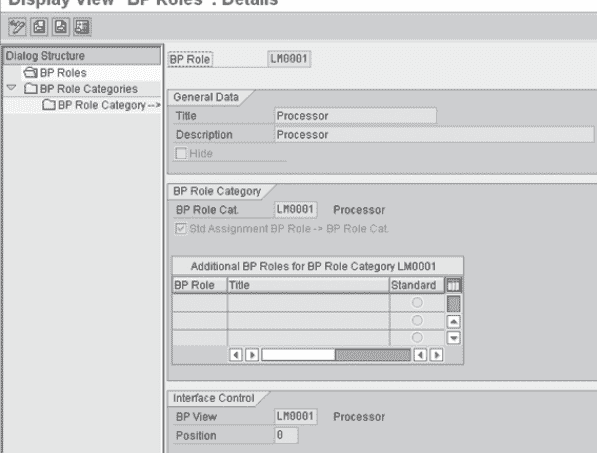 Display View "BP Roles": Details
Dialog Structure
BP Roles
BP Role Categories
BP Role Category -->
BP Role LM0001
General Data
Title Processor
Description Processor
Hide
BP Role Category
BP Role Cat. LM0001 Processor
Std Assignment BP Role -> BP Role Cat.
Additional BP Roles for BP Role Category LM0001
BP Role Title Standard
Interface Control
BP View LM0001 Processor
Position 0